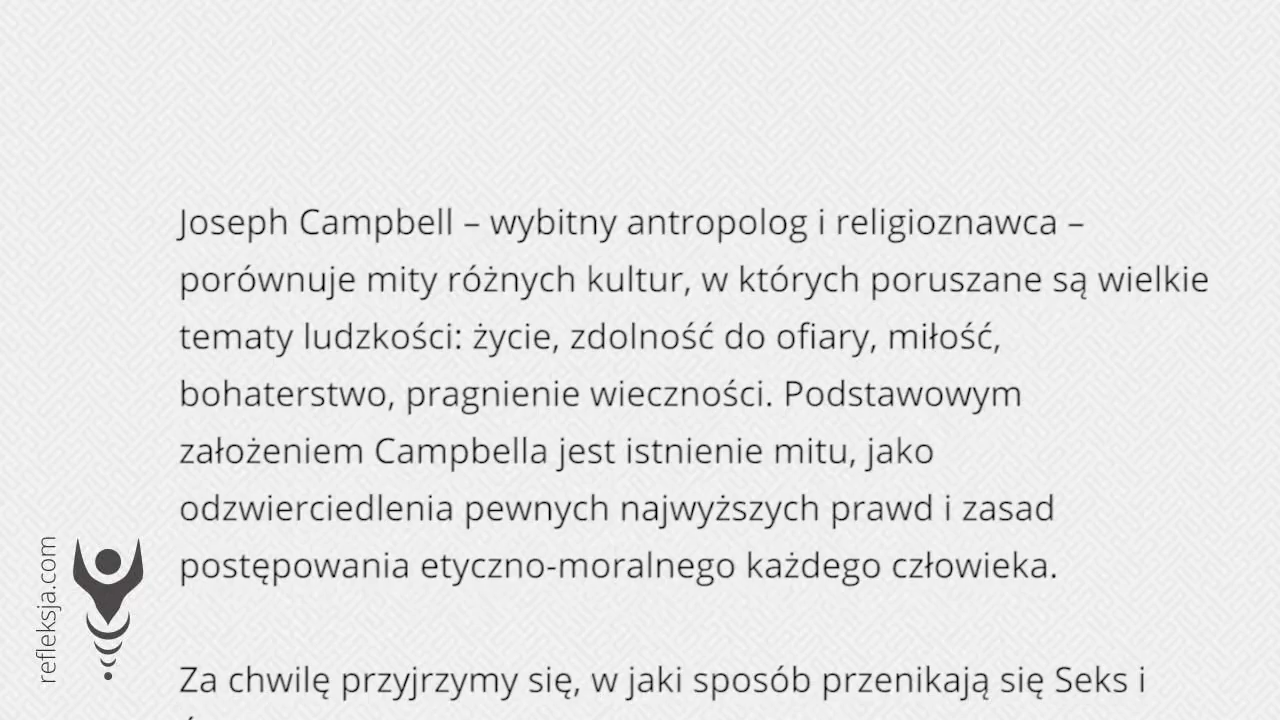 Joseph Campbell – wybitny antropolog i religioznawca –
porównuje mity różnych kultur, w których poruszane są wielkie
tematy ludzkości: życie, zdolność do ofiary, miłość,
bohaterstwo, pragnienie wieczności. Podstawowym
założeniem Campbella jest istnienie mitu, jako
odzwierciedlenia pewnych najwyższych prawd i zasad
postępowania etyczno-moralnego każdego człowieka.
Za chwilę przyjrzymy się, w jaki sposób przenikają się Seks i
refleksja.com